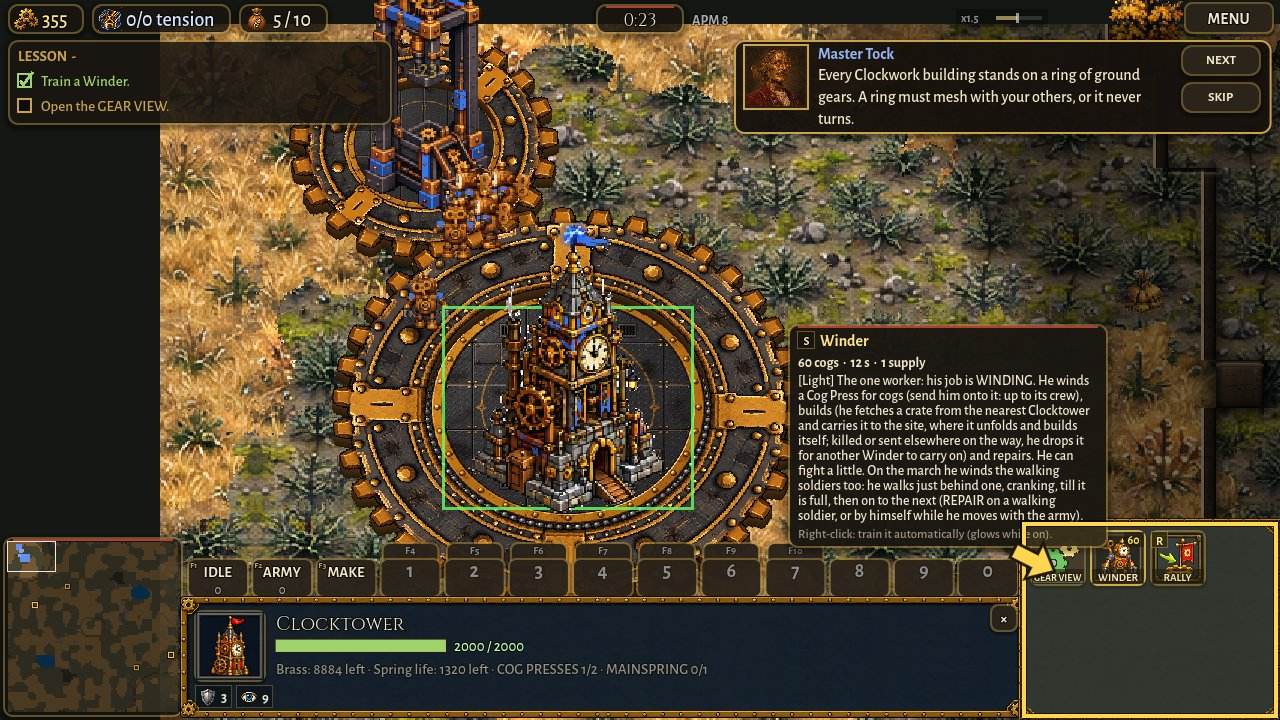 355
0/0 tension
5 / 10
0:23
APM 8
x1.5
MENU
LESSON -
Train a Winder.
Open the GEAR VIEW.
Master Tock
Every Clockwork building stands on a ring of ground
gears. A ring must mesh with your others, or it never
turns.
NEXT
SKIP
S Winder
60 cogs · 12 s · 1 supply
[Light] The one worker: his job is WINDING. He winds
a Cog Press for cogs (send him onto it: up to its crew),
builds (he fetches a crate from the nearest Clocktower
and carries it to the site, where it unfolds and builds
itself; killed or sent elsewhere on the way, he drops it
for another Winder to carry on) and repairs. He can
fight a little. On the march he winds the walking
soldiers too: he walks just behind one, cranking, till it
is full, then on to the next (REPAIR on a walking
soldier, or by himself while he moves with the army).
Right-click: train it automatically (glows while on).
GEAR VIEW
60
WINDER
R
RALLY
F1 IDLE 0
F2 ARMY 0
F3 MAKE
F4 1
F5 2
F6 3
F7 4
F8 5
F9 6
F10 7
8
9
0
CLOCKTOWER
2000 / 2000
Brass: 8884 left · Spring life: 1320 left · COG PRESSES 1/2 · MAINSPRING 0/1
3
9
×